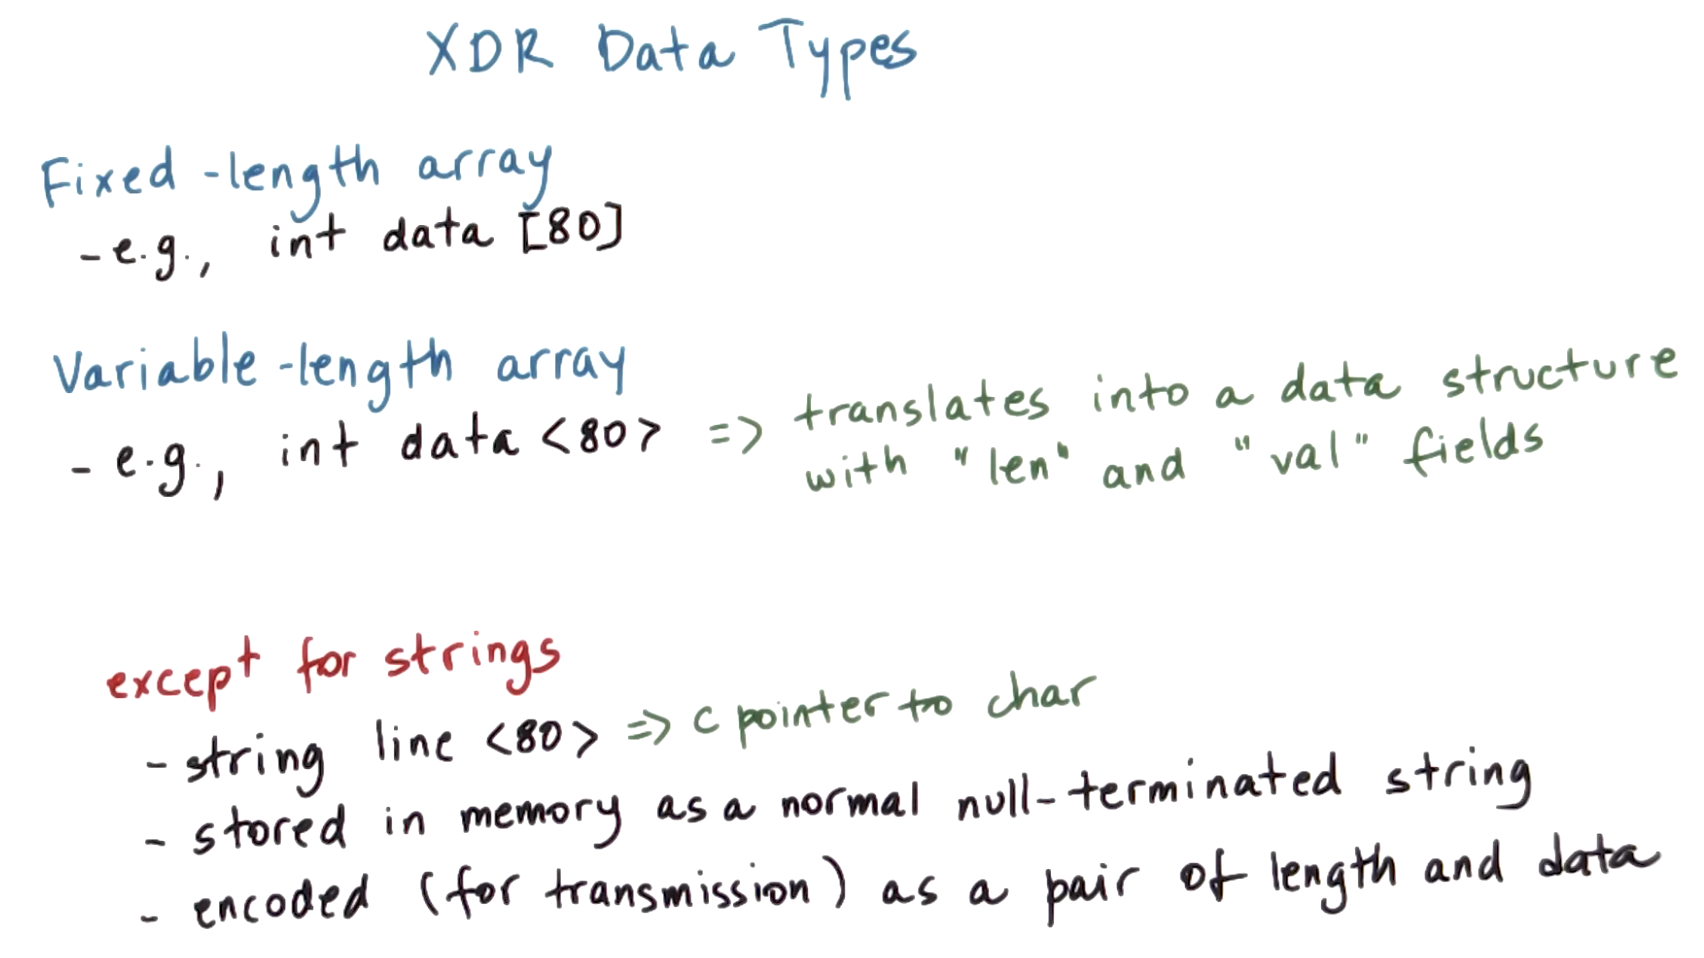 XDR Data Types
Fixed-length array
- e.g., int data [80]
Variable-length array
- e.g., int data <80> => translates into a data structure
with "len" and "val" fields
except for strings
- string line <80> => c pointer to char
- stored in memory as a normal null-terminated string
- encoded (for transmission) as a pair of length and data